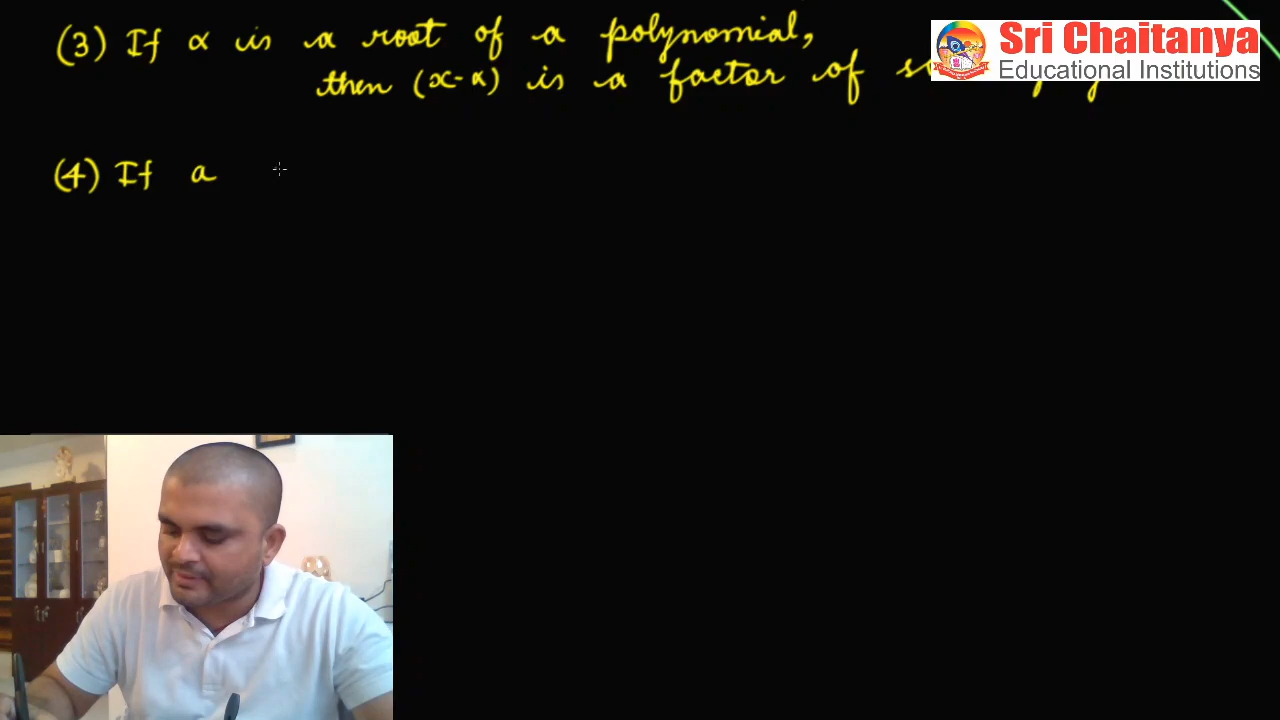 (3) If α is a root of a polynomial,
then (x-α) is a factor of
(4) If a
Sri Chaitanya
Educational Institutions